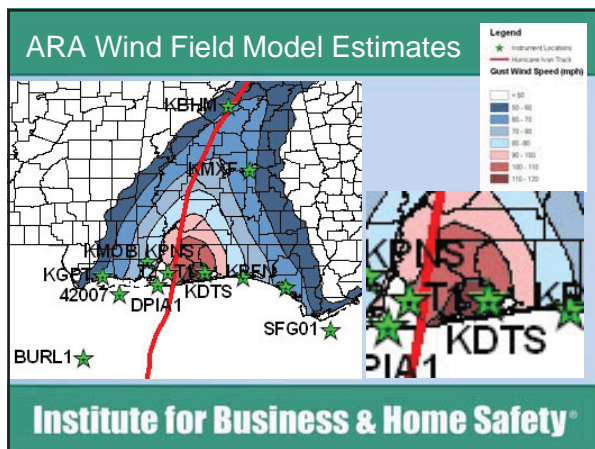 ARA Wind Field Model Estimates
Legend
Instrument Locations
Hurricane Ivan Track
Gust Wind Speed (mph)
< 50
50 - 60
60 - 70
70 - 80
80 - 90
90 - 100
100 - 110
110 - 120
KBHM
KMXF
KMOB KPNS
KGPT T2 T1 KPFN
42007 KDTS
DPIA1
SFG01
BURL1
KPNS
T1 KP
KDTS
PIA1
Institute for Business & Home Safety®